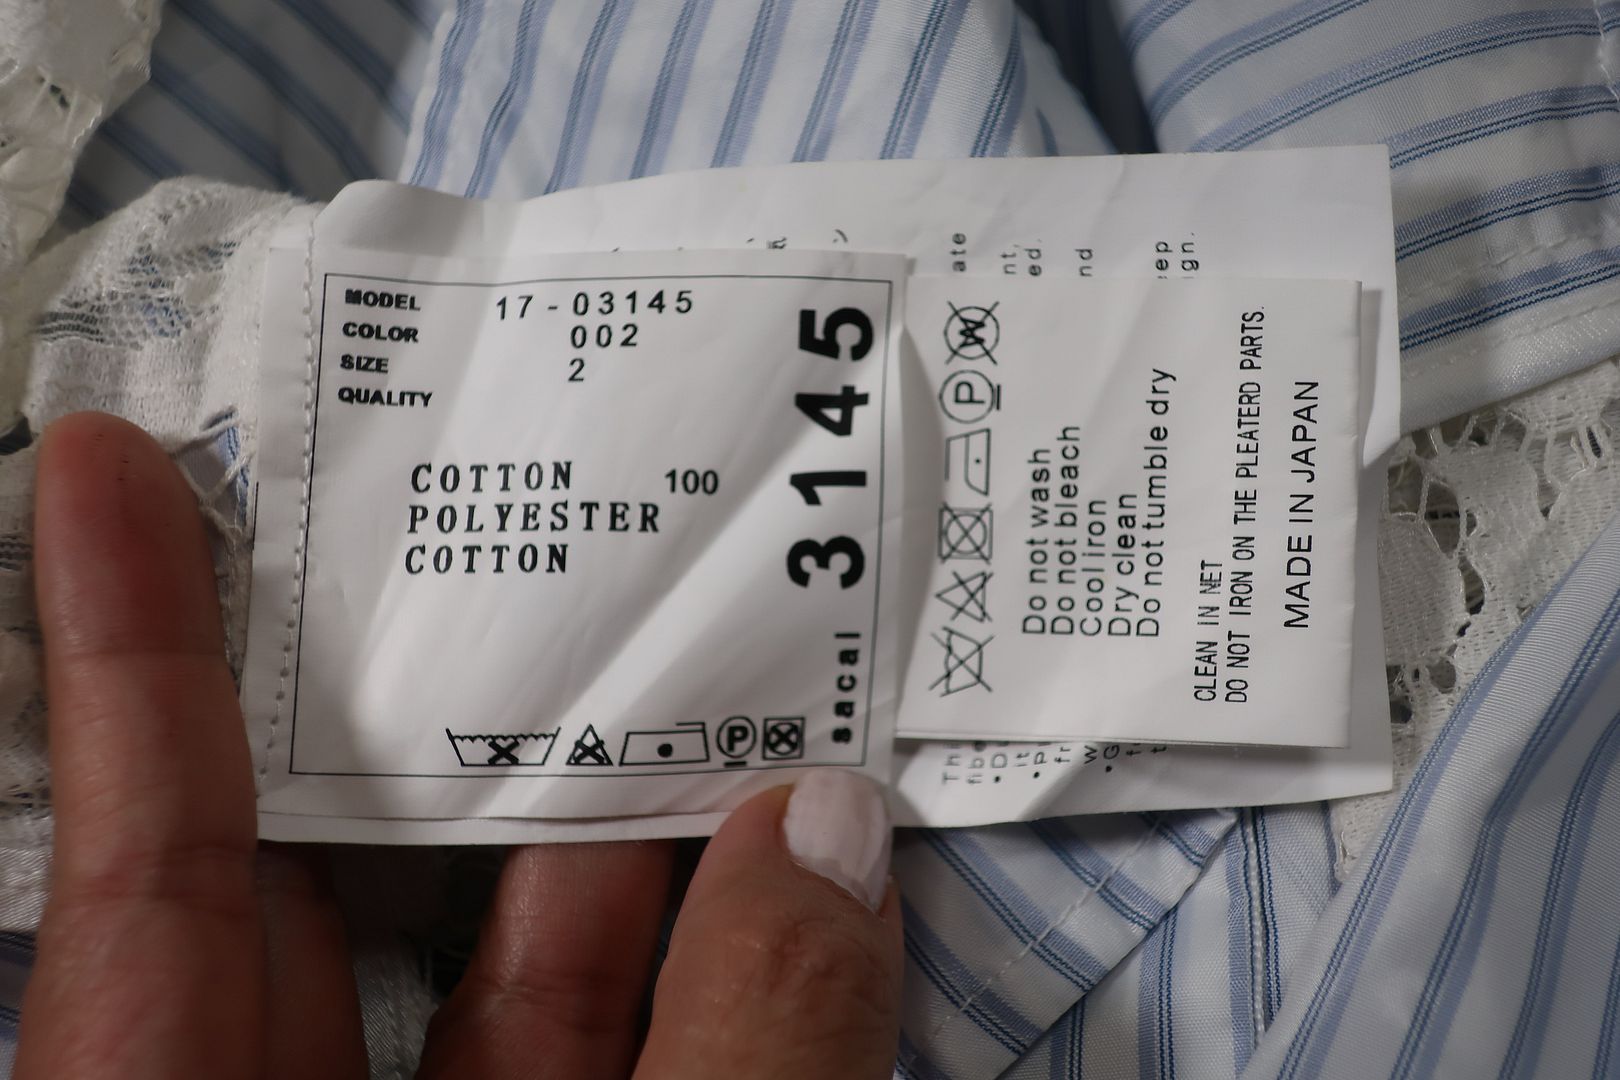 MODEL 17-03145
COLOR 002
SIZE 2
QUALITY
COTTON 100
POLYESTER
COTTON
P
sacai 3145
W
P
Do not wash
Do not bleach
Cool iron
Dry clean
Do not tumble dry
CLEAN IN NET
DO NOT IRON ON THE PLEATERD PARTS.
MADE IN JAPAN